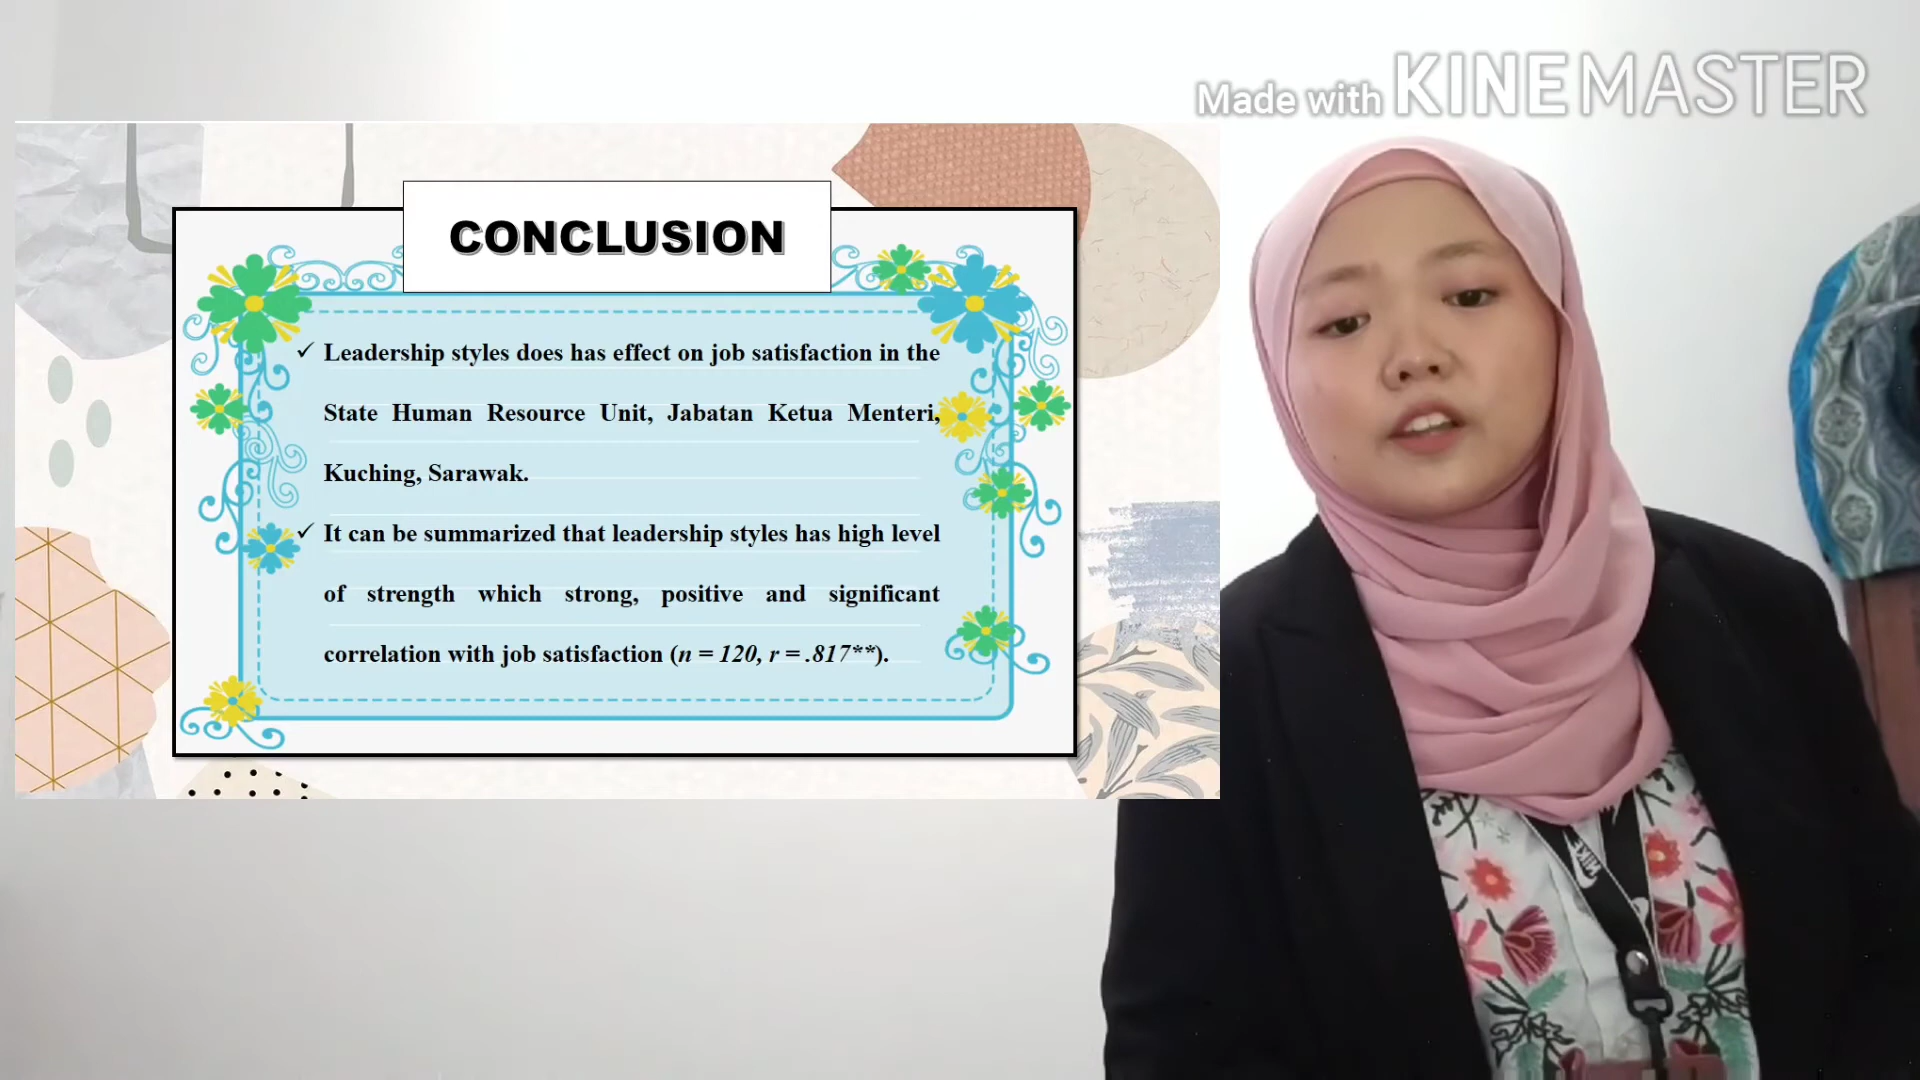 Made with KINEMASTER
CONCLUSION
✓ Leadership styles does has effect on job satisfaction in the
State Human Resource Unit, Jabatan Ketua Menteri,
Kuching, Sarawak.
✓ It can be summarized that leadership styles has high level
of strength which strong, positive and significant
correlation with job satisfaction (n = 120, r = .817**).
NIKE